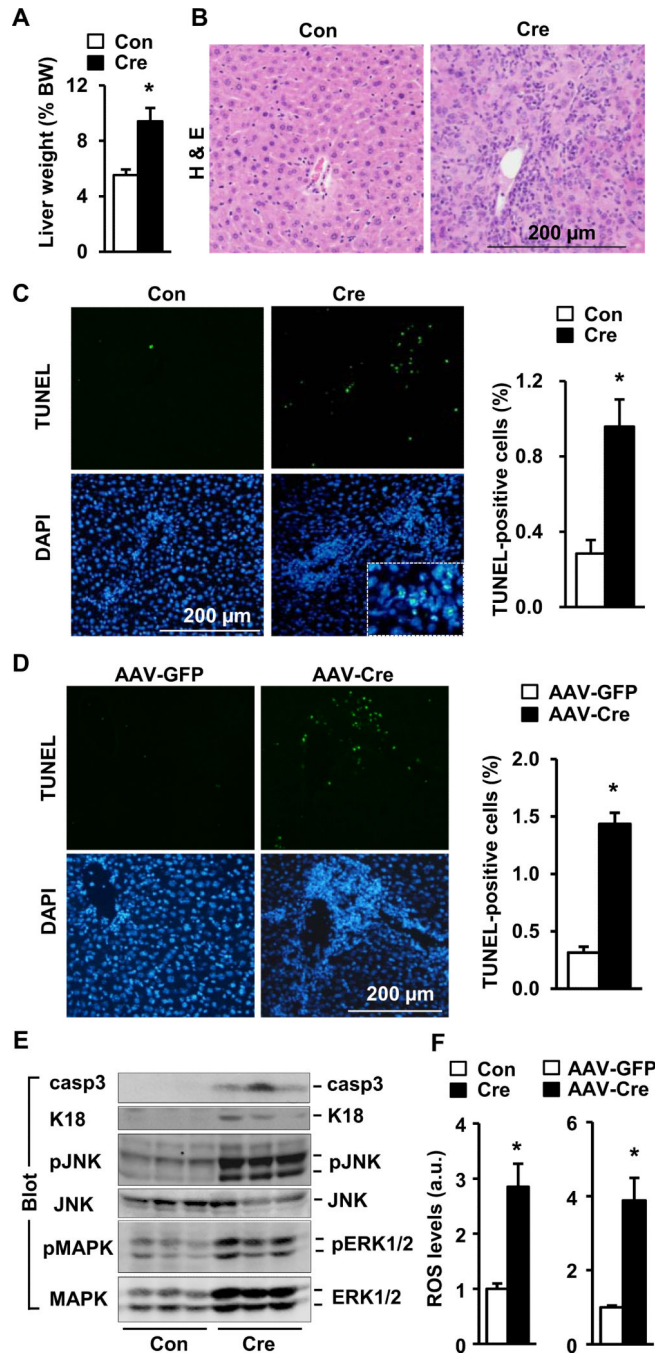 A
Con
Cre
Liver weight (% BW)
12
9
6
3
0
*
B
Con
Cre
H & E
200 µm
C
Con
Cre
TUNEL
DAPI
200 µm
Con
Cre
TUNEL-positive cells (%)
1.2
0.8
0.4
0.0
*
D
AAV-GFP
AAV-Cre
TUNEL
DAPI
200 µm
AAV-GFP
AAV-Cre
TUNEL-positive cells (%)
2.0
1.5
1.0
0.5
0.0
*
E
Blot
casp3
casp3
K18
K18
pJNK
pJNK
JNK
JNK
pMAPK
pERK1/2
MAPK
ERK1/2
Con
Cre
F
Con
Cre
AAV-GFP
AAV-Cre
ROS levels (a.u.)
4
3
2
1
0
*
6
4
2
0
*